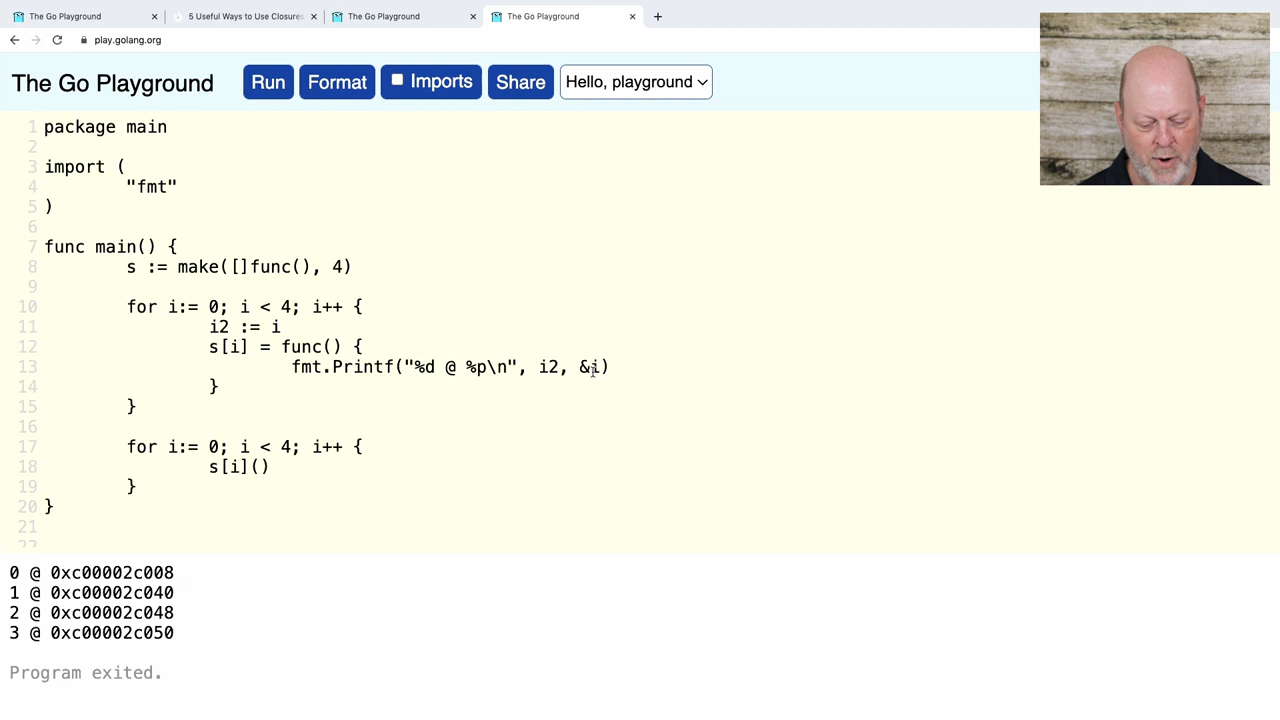 The Go Playground
5 Useful Ways to Use Closures
The Go Playground
The Go Playground
play.golang.org
The Go Playground Run Format Imports Share Hello, playground
1 package main
2
3 import (
4 "fmt"
5 )
6
7 func main() {
8 s := make([]func(), 4)
9
10 for i:= 0; i < 4; i++ {
11 i2 := i
12 s[i] = func() {
13 fmt.Printf("%d @ %p\n", i2, &i)
14 }
15 }
16
17 for i:= 0; i < 4; i++ {
18 s[i]()
19 }
20 }
21
22
0 @ 0xc00002c008
1 @ 0xc00002c040
2 @ 0xc00002c048
3 @ 0xc00002c050
Program exited.